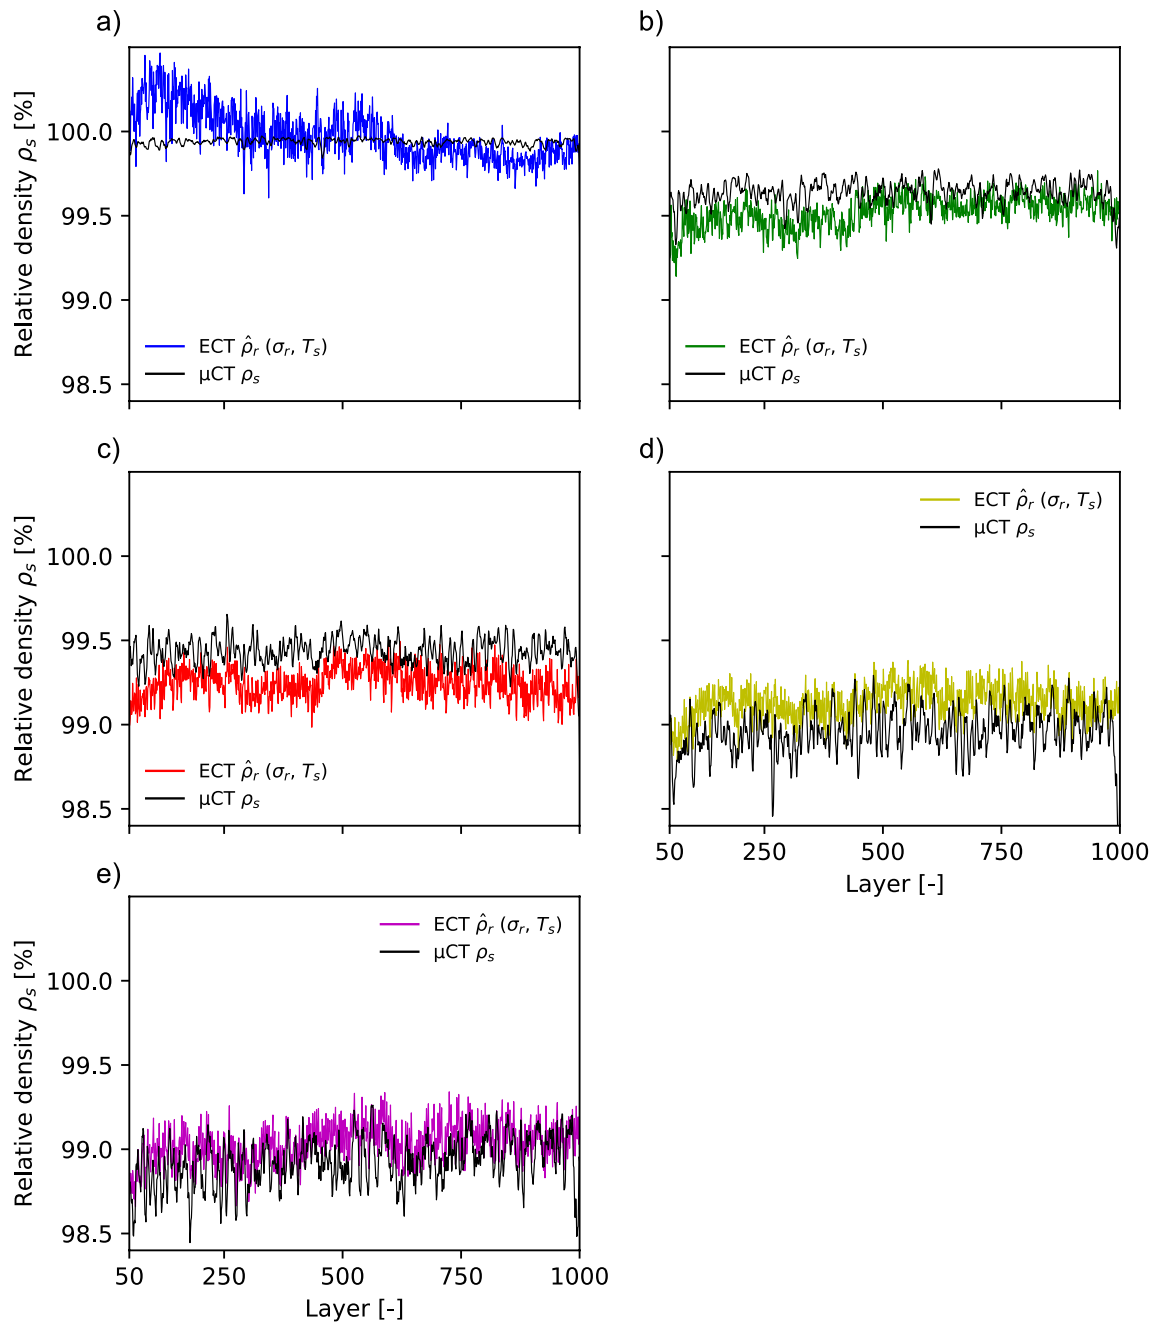 a)
b)
Relative density ρₛ [%]
100.0
99.5
99.0
98.5
ECT ρ̂ᵣ (σᵣ, Tₛ)
μCT ρₛ
ECT ρ̂ᵣ (σᵣ, Tₛ)
μCT ρₛ
c)
d)
Relative density ρₛ [%]
100.0
99.5
99.0
98.5
ECT ρ̂ᵣ (σᵣ, Tₛ)
μCT ρₛ
ECT ρ̂ᵣ (σᵣ, Tₛ)
μCT ρₛ
50 250 500 750 1000
Layer [-]
e)
Relative density ρₛ [%]
100.0
99.5
99.0
98.5
ECT ρ̂ᵣ (σᵣ, Tₛ)
μCT ρₛ
50 250 500 750 1000
Layer [-]